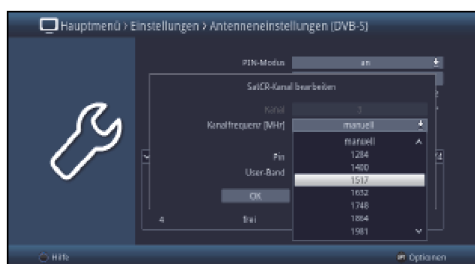 Hauptmenü > Einstellungen > Antenneneinstellungen (DVB-S)
PIN-Modus an
SatCR-Kanal bearbeiten
Kanal 3
Kanalfrequenz (MHz) manuell
manuell
1284
Pin 1400
User-Band 1517
OK 1632
1748
4 frei 1864
1981
Hilfe Optionen